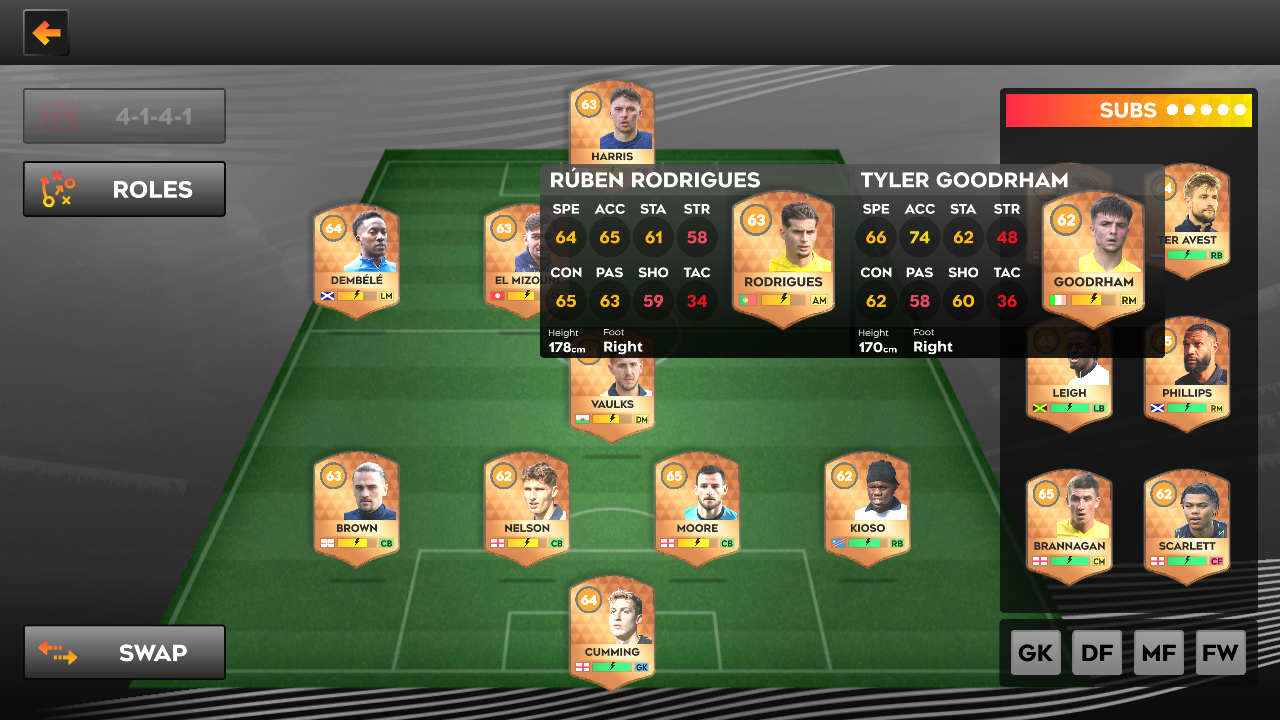 4-1-4-1
ROLES
SUBS
63
HARRIS
64
DEMBÉLÉ
LM
63
EL MIZOUNI
RÚBEN RODRIGUES
SPE ACC STA STR
64 65 61 58
CON PAS SHO TAC
65 63 59 34
Height Foot
178cm Right
63
RODRIGUES
AM
TYLER GOODRHAM
SPE ACC STA STR
66 74 62 48
CON PAS SHO TAC
62 58 60 36
Height Foot
170cm Right
62
GOODRHAM
RM
TER AVEST
RB
VAULKS
DM
63
LEIGH
LB
PHILLIPS
RM
63
BROWN
CB
62
NELSON
CB
65
MOORE
CB
62
KIOSO
RB
65
BRANNAGAN
CM
62
SCARLETT
CF
64
CUMMING
GK
SWAP
GK DF MF FW